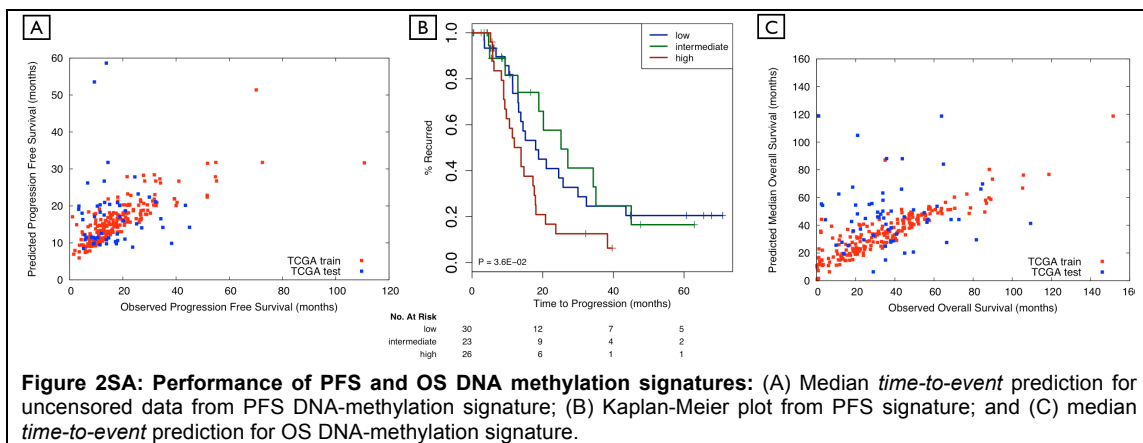 A
B
C
Predicted Progression Free Survival (months)
60
50
40
30
20
10
0
0 20 40 60 80 100 120
TCGA train
TCGA test
Observed Progression Free Survival (months)
low
intermediate
high
% Recurred
1.0
0.8
0.6
0.4
0.2
0.0
P = 3.6E-02
0 20 40 60
Time to Progression (months)
No. At Risk
low 30 12 7 5
intermediate 23 9 4 2
high 26 6 1 1
Predicted Median Overall Survival (months)
160
140
120
100
80
60
40
20
0
0 20 40 60 80 100 120 140 16
TCGA train
TCGA test
Observed Overall Survival (months)
Figure 2SA: Performance of PFS and OS DNA methylation signatures: (A) Median time-to-event prediction for
uncensored data from PFS DNA-methylation signature; (B) Kaplan-Meier plot from PFS signature; and (C) median
time-to-event prediction for OS DNA-methylation signature.